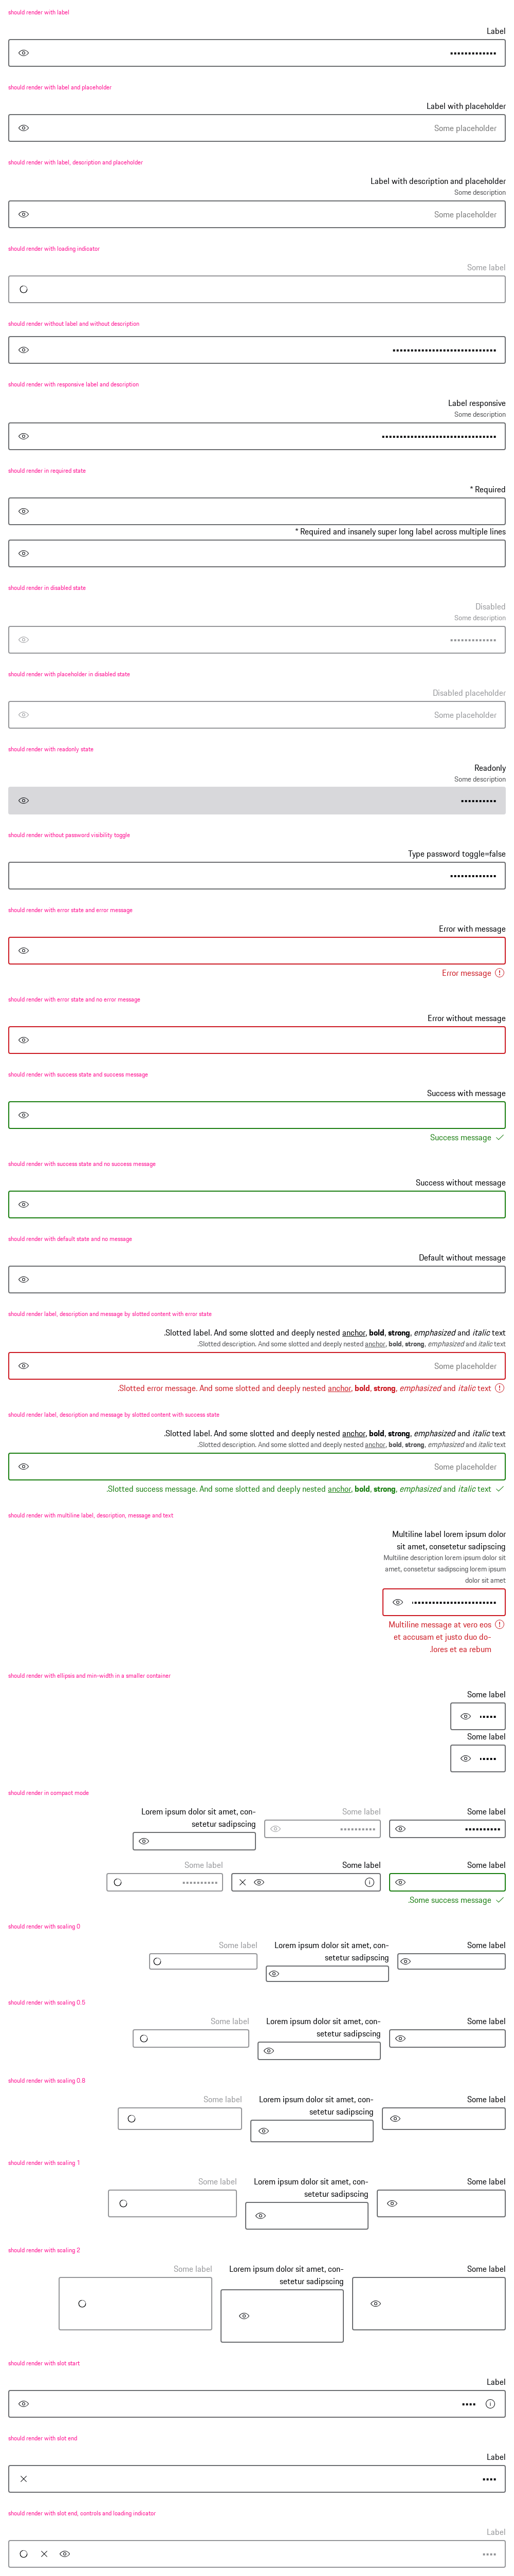 should render with label
Label
•••••••••••••
should render with label and placeholder
Label with placeholder
Some placeholder
should render with label, description and placeholder
Label with description and placeholder
Some description
Some placeholder
should render with loading indicator
Some label
should render without label and without description
should render with responsive label and description
Label responsive
Some description
should render in required state
* Required
* Required and insanely super long label across multiple lines
should render in disabled state
Disabled
Some description
should render with placeholder in disabled state
Disabled placeholder
Some placeholder
should render with readonly state
Readonly
Some description
should render without password visibility toggle
Type password toggle=false
should render with error state and error message
Error with message
Error message
should render with error state and no error message
Error without message
should render with success state and success message
Success with message
Success message
should render with success state and no success message
Success without message
should render with default state and no message
Default without message
should render label, description and message by slotted content with error state
.Slotted label. And some slotted and deeply nested anchor, bold, strong, emphasized and italic text
.Slotted description. And some slotted and deeply nested anchor, bold, strong, emphasized and italic text
Some placeholder
.Slotted error message. And some slotted and deeply nested anchor, bold, strong, emphasized and italic text
should render label, description and message by slotted content with success state
.Slotted label. And some slotted and deeply nested anchor, bold, strong, emphasized and italic text
.Slotted description. And some slotted and deeply nested anchor, bold, strong, emphasized and italic text
Some placeholder
.Slotted success message. And some slotted and deeply nested anchor, bold, strong, emphasized and italic text
should render with multiline label, description, message and text
Multiline label lorem ipsum dolor
sit amet, consetetur sadipscing
Multiline description lorem ipsum dolor sit
amet, consetetur sadipscing lorem ipsum
dolor sit amet
Multiline message at vero eos
et accusam et justo duo do-
.lores et ea rebum
should render with ellipsis and min-width in a smaller container
Some label
Some label
should render in compact mode
Lorem ipsum dolor sit amet, con-
setetur sadipscing
Some label
Some label
Some label
Some label
Some label
.Some success message
should render with scaling 0
Some label
Lorem ipsum dolor sit amet, con-
setetur sadipscing
Some label
should render with scaling 0.5
Some label
Lorem ipsum dolor sit amet, con-
setetur sadipscing
Some label
should render with scaling 0.8
Some label
Lorem ipsum dolor sit amet, con-
setetur sadipscing
Some label
should render with scaling 1
Some label
Lorem ipsum dolor sit amet, con-
setetur sadipscing
Some label
should render with scaling 2
Some label
Lorem ipsum dolor sit amet, con-
setetur sadipscing
Some label
should render with slot start
Label
should render with slot end
Label
should render with slot end, controls and loading indicator
Label